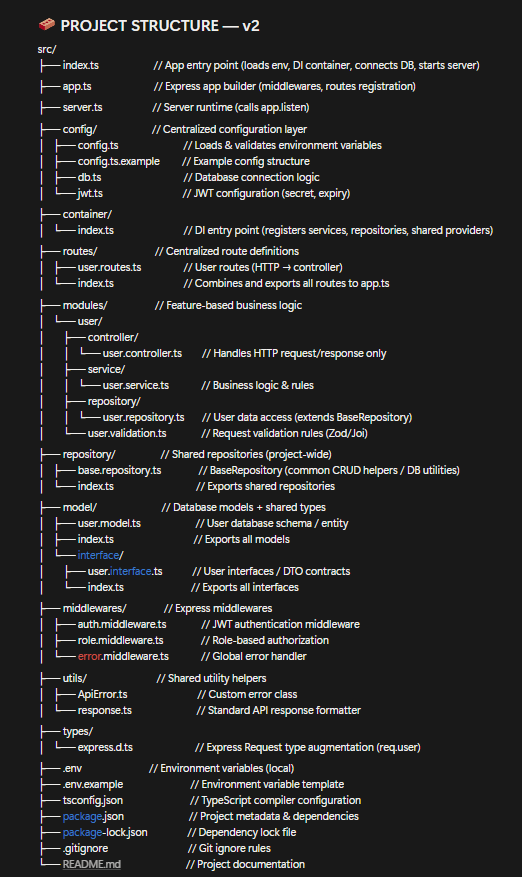 🧱 PROJECT STRUCTURE — v2
src/
├── index.ts // App entry point (loads env, DI container, connects DB, starts server)
├── app.ts // Express app builder (middlewares, routes registration)
├── server.ts // Server runtime (calls app.listen)
├── config/ // Centralized configuration layer
│ ├── config.ts // Loads & validates environment variables
│ ├── config.ts.example // Example config structure
│ ├── db.ts // Database connection logic
│ └── jwt.ts // JWT configuration (secret, expiry)
├── container/
│ └── index.ts // DI entry point (registers services, repositories, shared providers)
├── routes/ // Centralized route definitions
│ ├── user.routes.ts // User routes (HTTP → controller)
│ └── index.ts // Combines and exports all routes to app.ts
├── modules/ // Feature-based business logic
│ └── user/
│ ├── controller/
│ │ └── user.controller.ts // Handles HTTP request/response only
│ ├── service/
│ │ └── user.service.ts // Business logic & rules
│ ├── repository/
│ │ └── user.repository.ts // User data access (extends BaseRepository)
│ └── user.validation.ts // Request validation rules (Zod/Joi)
├── repository/ // Shared repositories (project-wide)
│ ├── base.repository.ts // BaseRepository (common CRUD helpers / DB utilities)
│ └── index.ts // Exports shared repositories
├── model/ // Database models + shared types
│ ├── user.model.ts // User database schema / entity
│ ├── index.ts // Exports all models
│ └── interface/
│ ├── user.interface.ts // User interfaces / DTO contracts
│ └── index.ts // Exports all interfaces
├── middlewares/ // Express middlewares
│ ├── auth.middleware.ts // JWT authentication middleware
│ ├── role.middleware.ts // Role-based authorization
│ └── error.middleware.ts // Global error handler
├── utils/ // Shared utility helpers
│ ├── ApiError.ts // Custom error class
│ └── response.ts // Standard API response formatter
├── types/
│ └── express.d.ts // Express Request type augmentation (req.user)
├── .env // Environment variables (local)
├── .env.example // Environment variable template
├── tsconfig.json // TypeScript compiler configuration
├── package.json // Project metadata & dependencies
├── package-lock.json // Dependency lock file
├── .gitignore // Git ignore rules
└── README.md // Project documentation